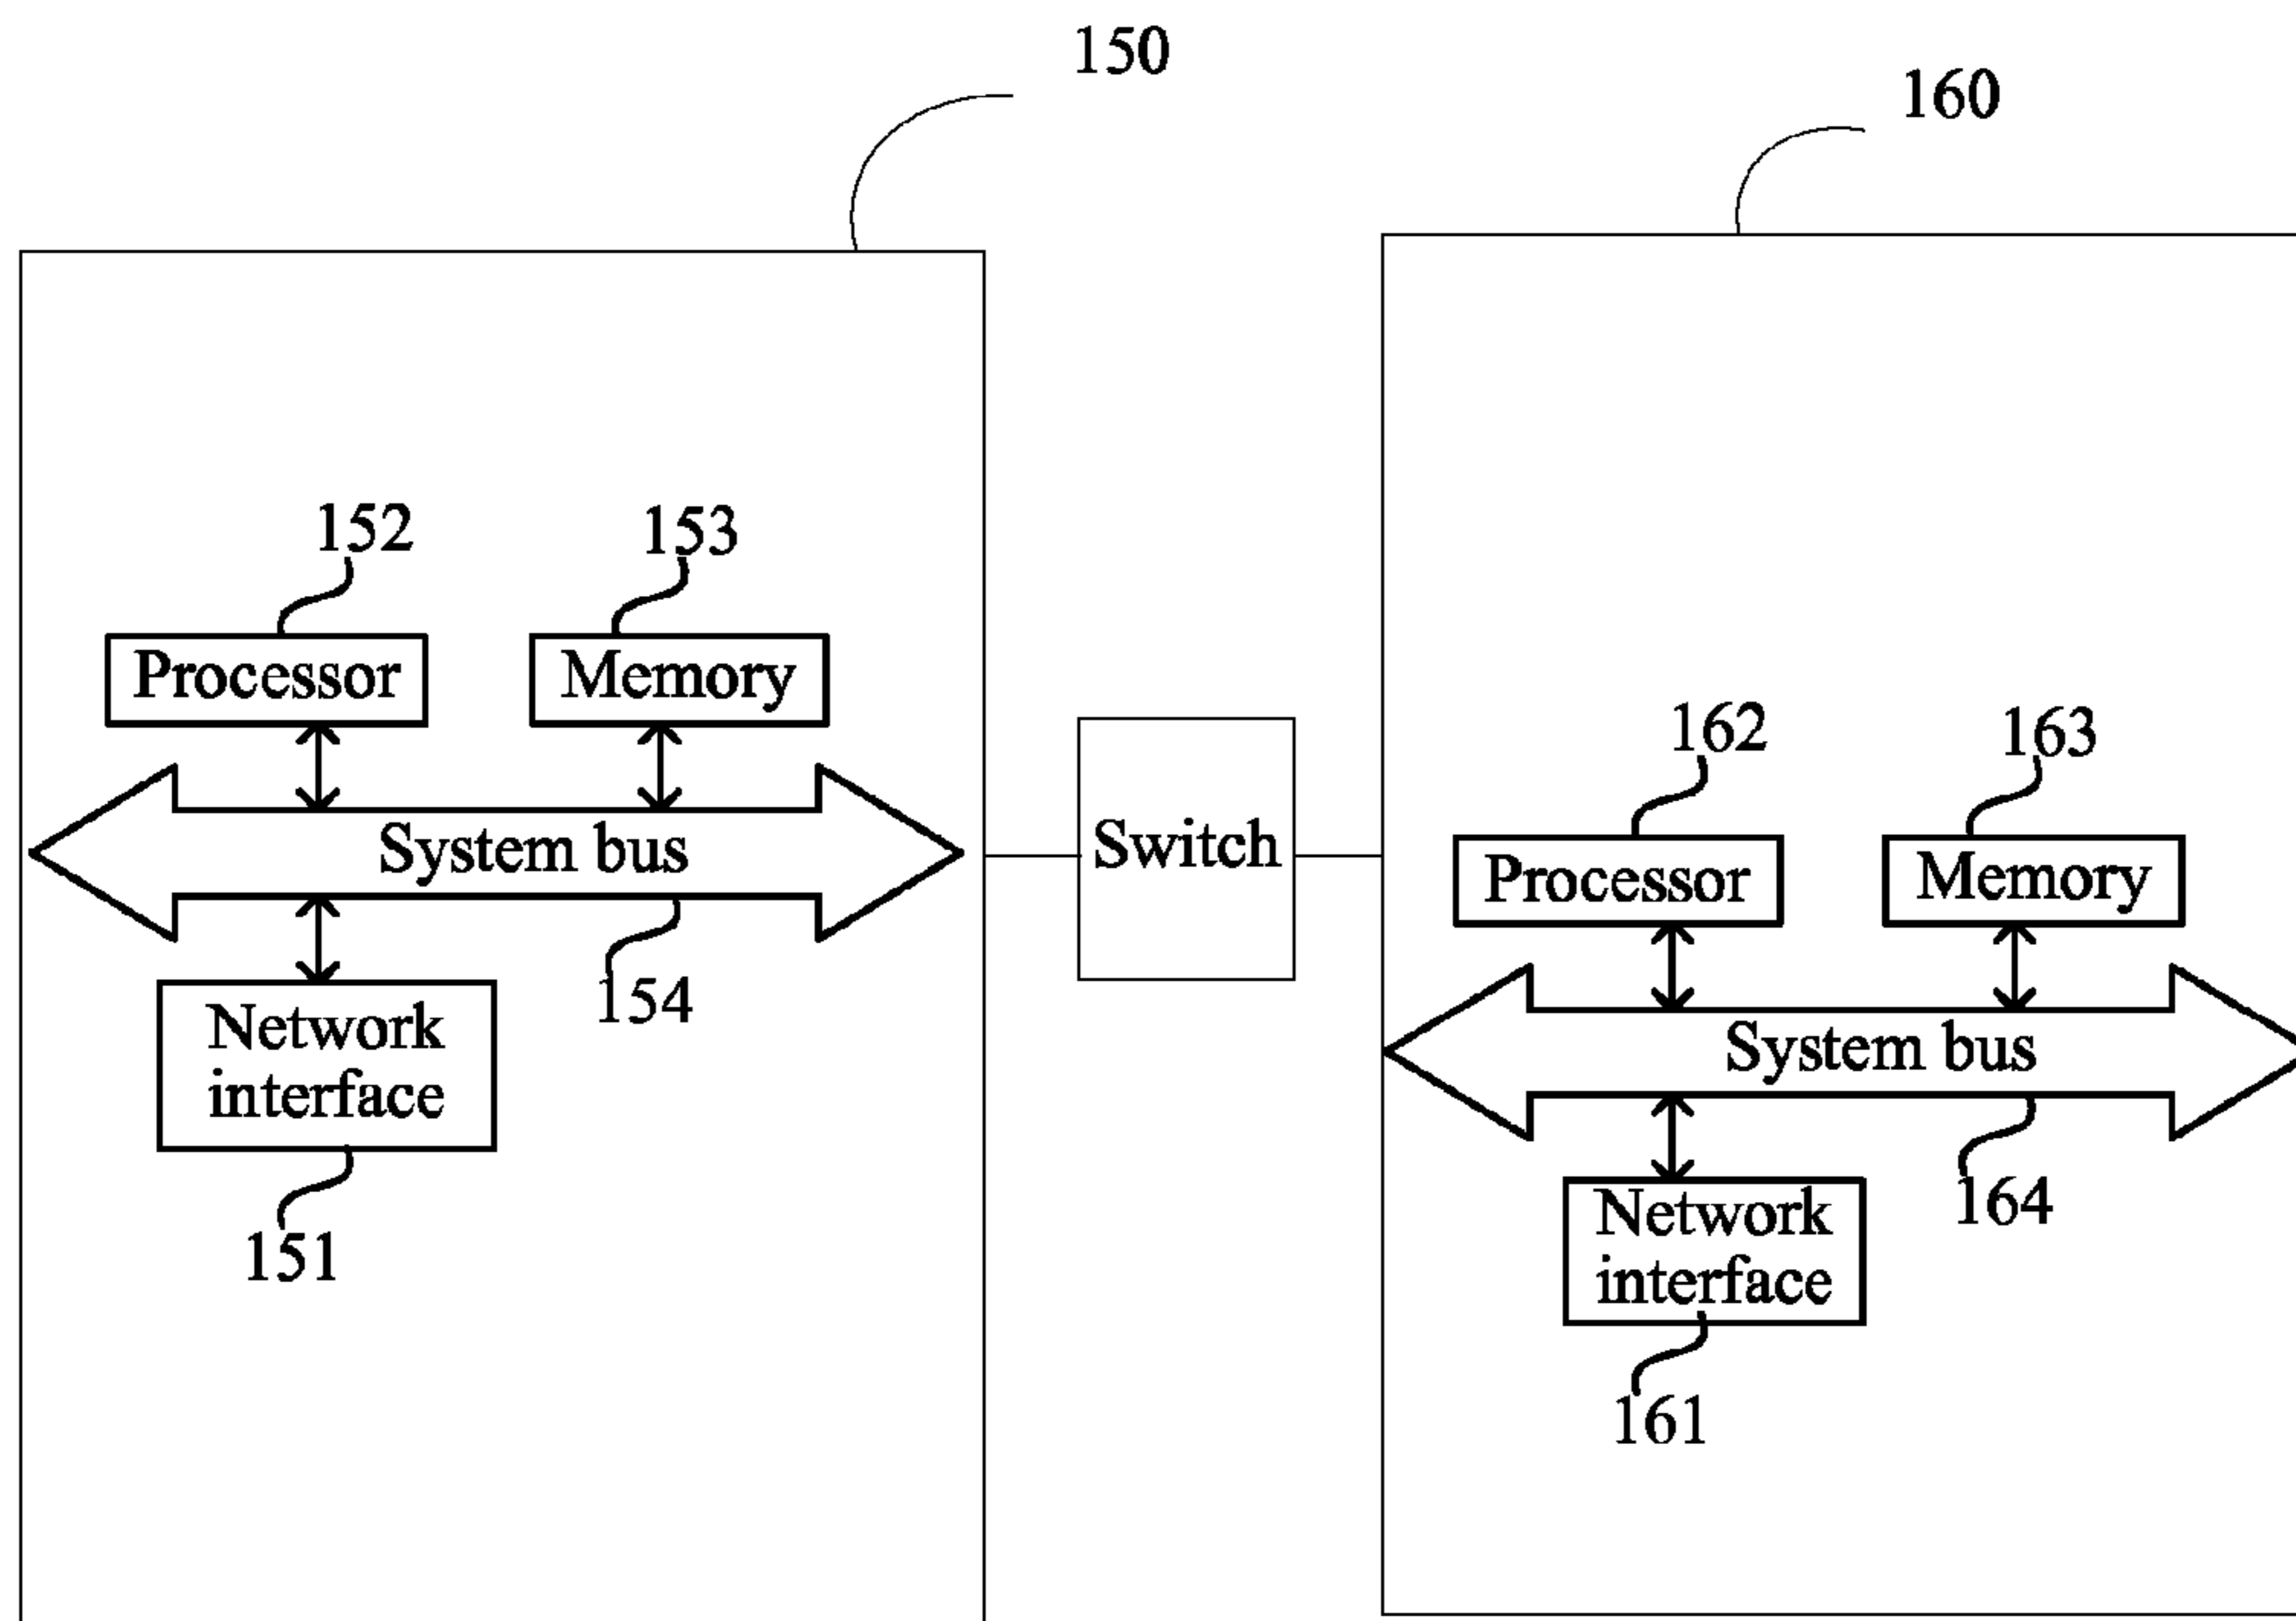 150
160
152
153
Processor
Memory
System bus
154
Network
interface
151
Switch
162
163
Processor
Memory
System bus
164
Network
interface
161